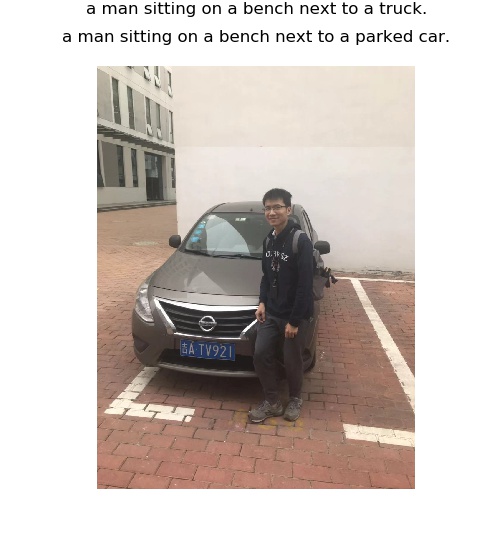 a man sitting on a bench next to a truck.
a man sitting on a bench next to a parked car.
吉A TV921